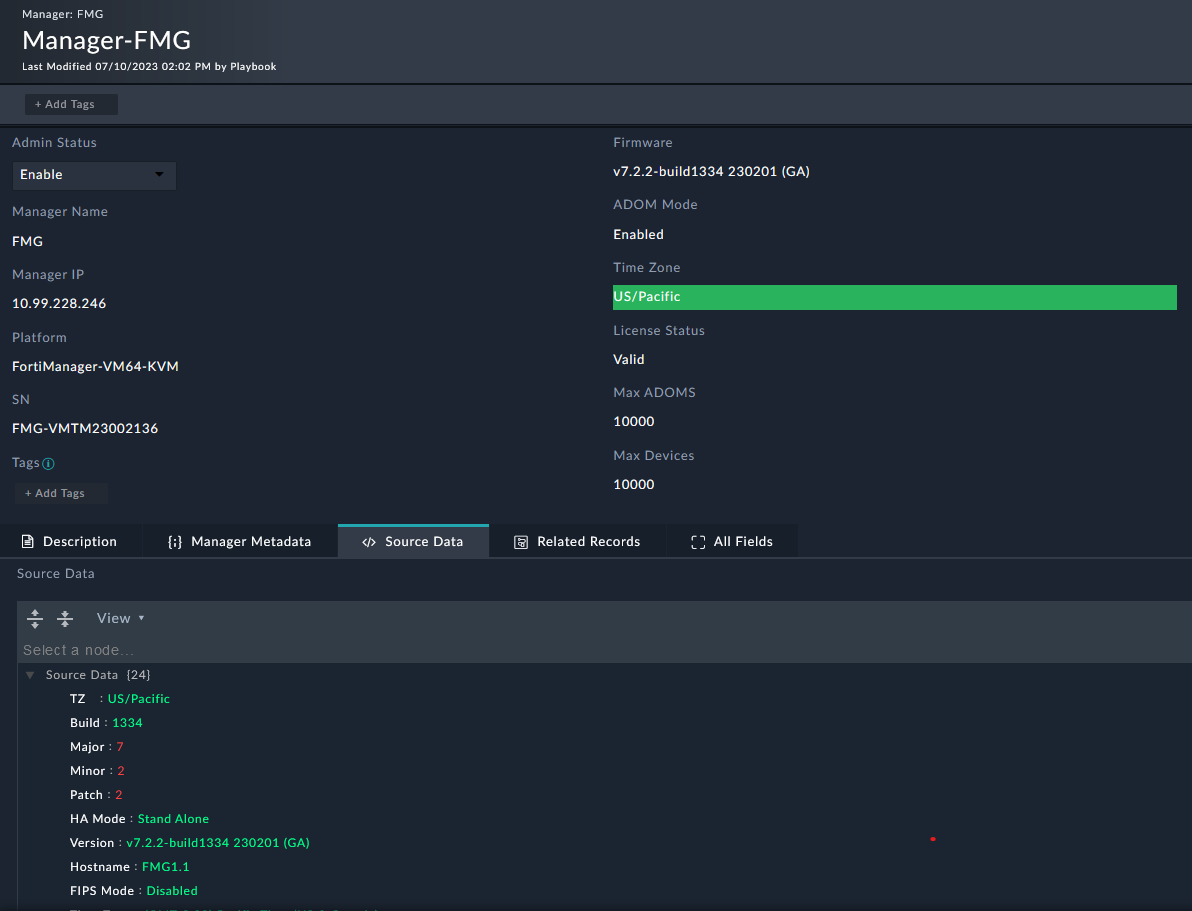 Manager: FMG
Manager-FMG
Last Modified 07/10/2023 02:02 PM by Playbook
+ Add Tags
Admin Status
Enable
Manager Name
FMG
Manager IP
10.99.228.246
Platform
FortiManager-VM64-KVM
SN
FMG-VMTM23002136
Tags
+ Add Tags
Firmware
v7.2.2-build1334 230201 (GA)
ADOM Mode
Enabled
Time Zone
US/Pacific
License Status
Valid
Max ADOMS
10000
Max Devices
10000
Description
{;} Manager Metadata
</> Source Data
Related Records
All Fields
Source Data
View
Select a node...
Source Data {24}
TZ : US/Pacific
Build : 1334
Major : 7
Minor : 2
Patch : 2
HA Mode : Stand Alone
Version : v7.2.2-build1334 230201 (GA)
Hostname : FMG1.1
FIPS Mode : Disabled